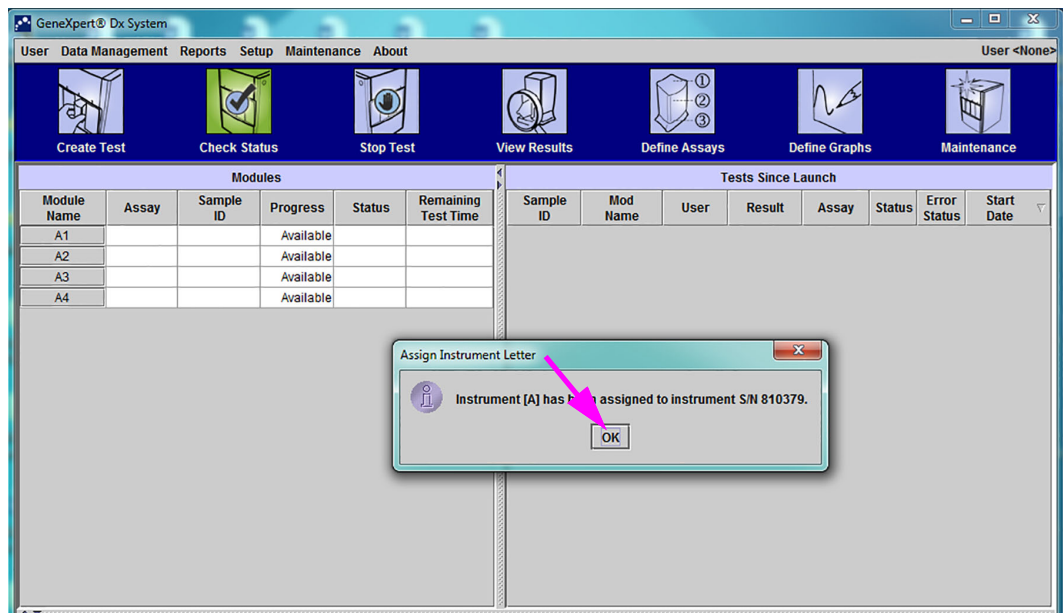 GeneXpert® Dx System
User Data Management Reports Setup Maintenance About User <None>
① ② ③
Create Test Check Status Stop Test View Results Define Assays Define Graphs Maintenance
Modules
Module Name Assay Sample ID Progress Status Remaining Test Time
A1 Available
A2 Available
A3 Available
A4 Available
Tests Since Launch
Sample ID Mod Name User Result Assay Status Error Status Start Date
Assign Instrument Letter
Instrument [A] has assigned to instrument S/N 810379.
OK